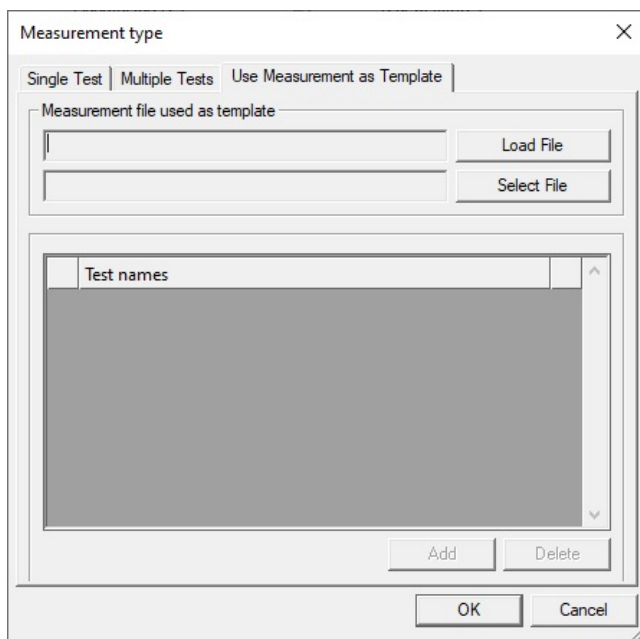 Measurement type
Single Test Multiple Tests Use Measurement as Template
Measurement file used as template
Load File
Select File
Test names
Add Delete
OK Cancel